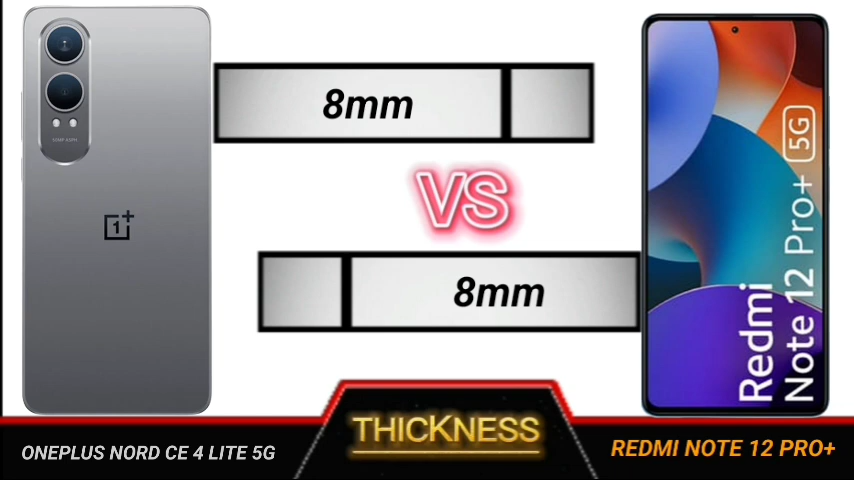 8mm
VS
8mm
1+
Redmi
Note 12 Pro+ 5G
THICKNESS
ONEPLUS NORD CE 4 LITE 5G
REDMI NOTE 12 PRO+